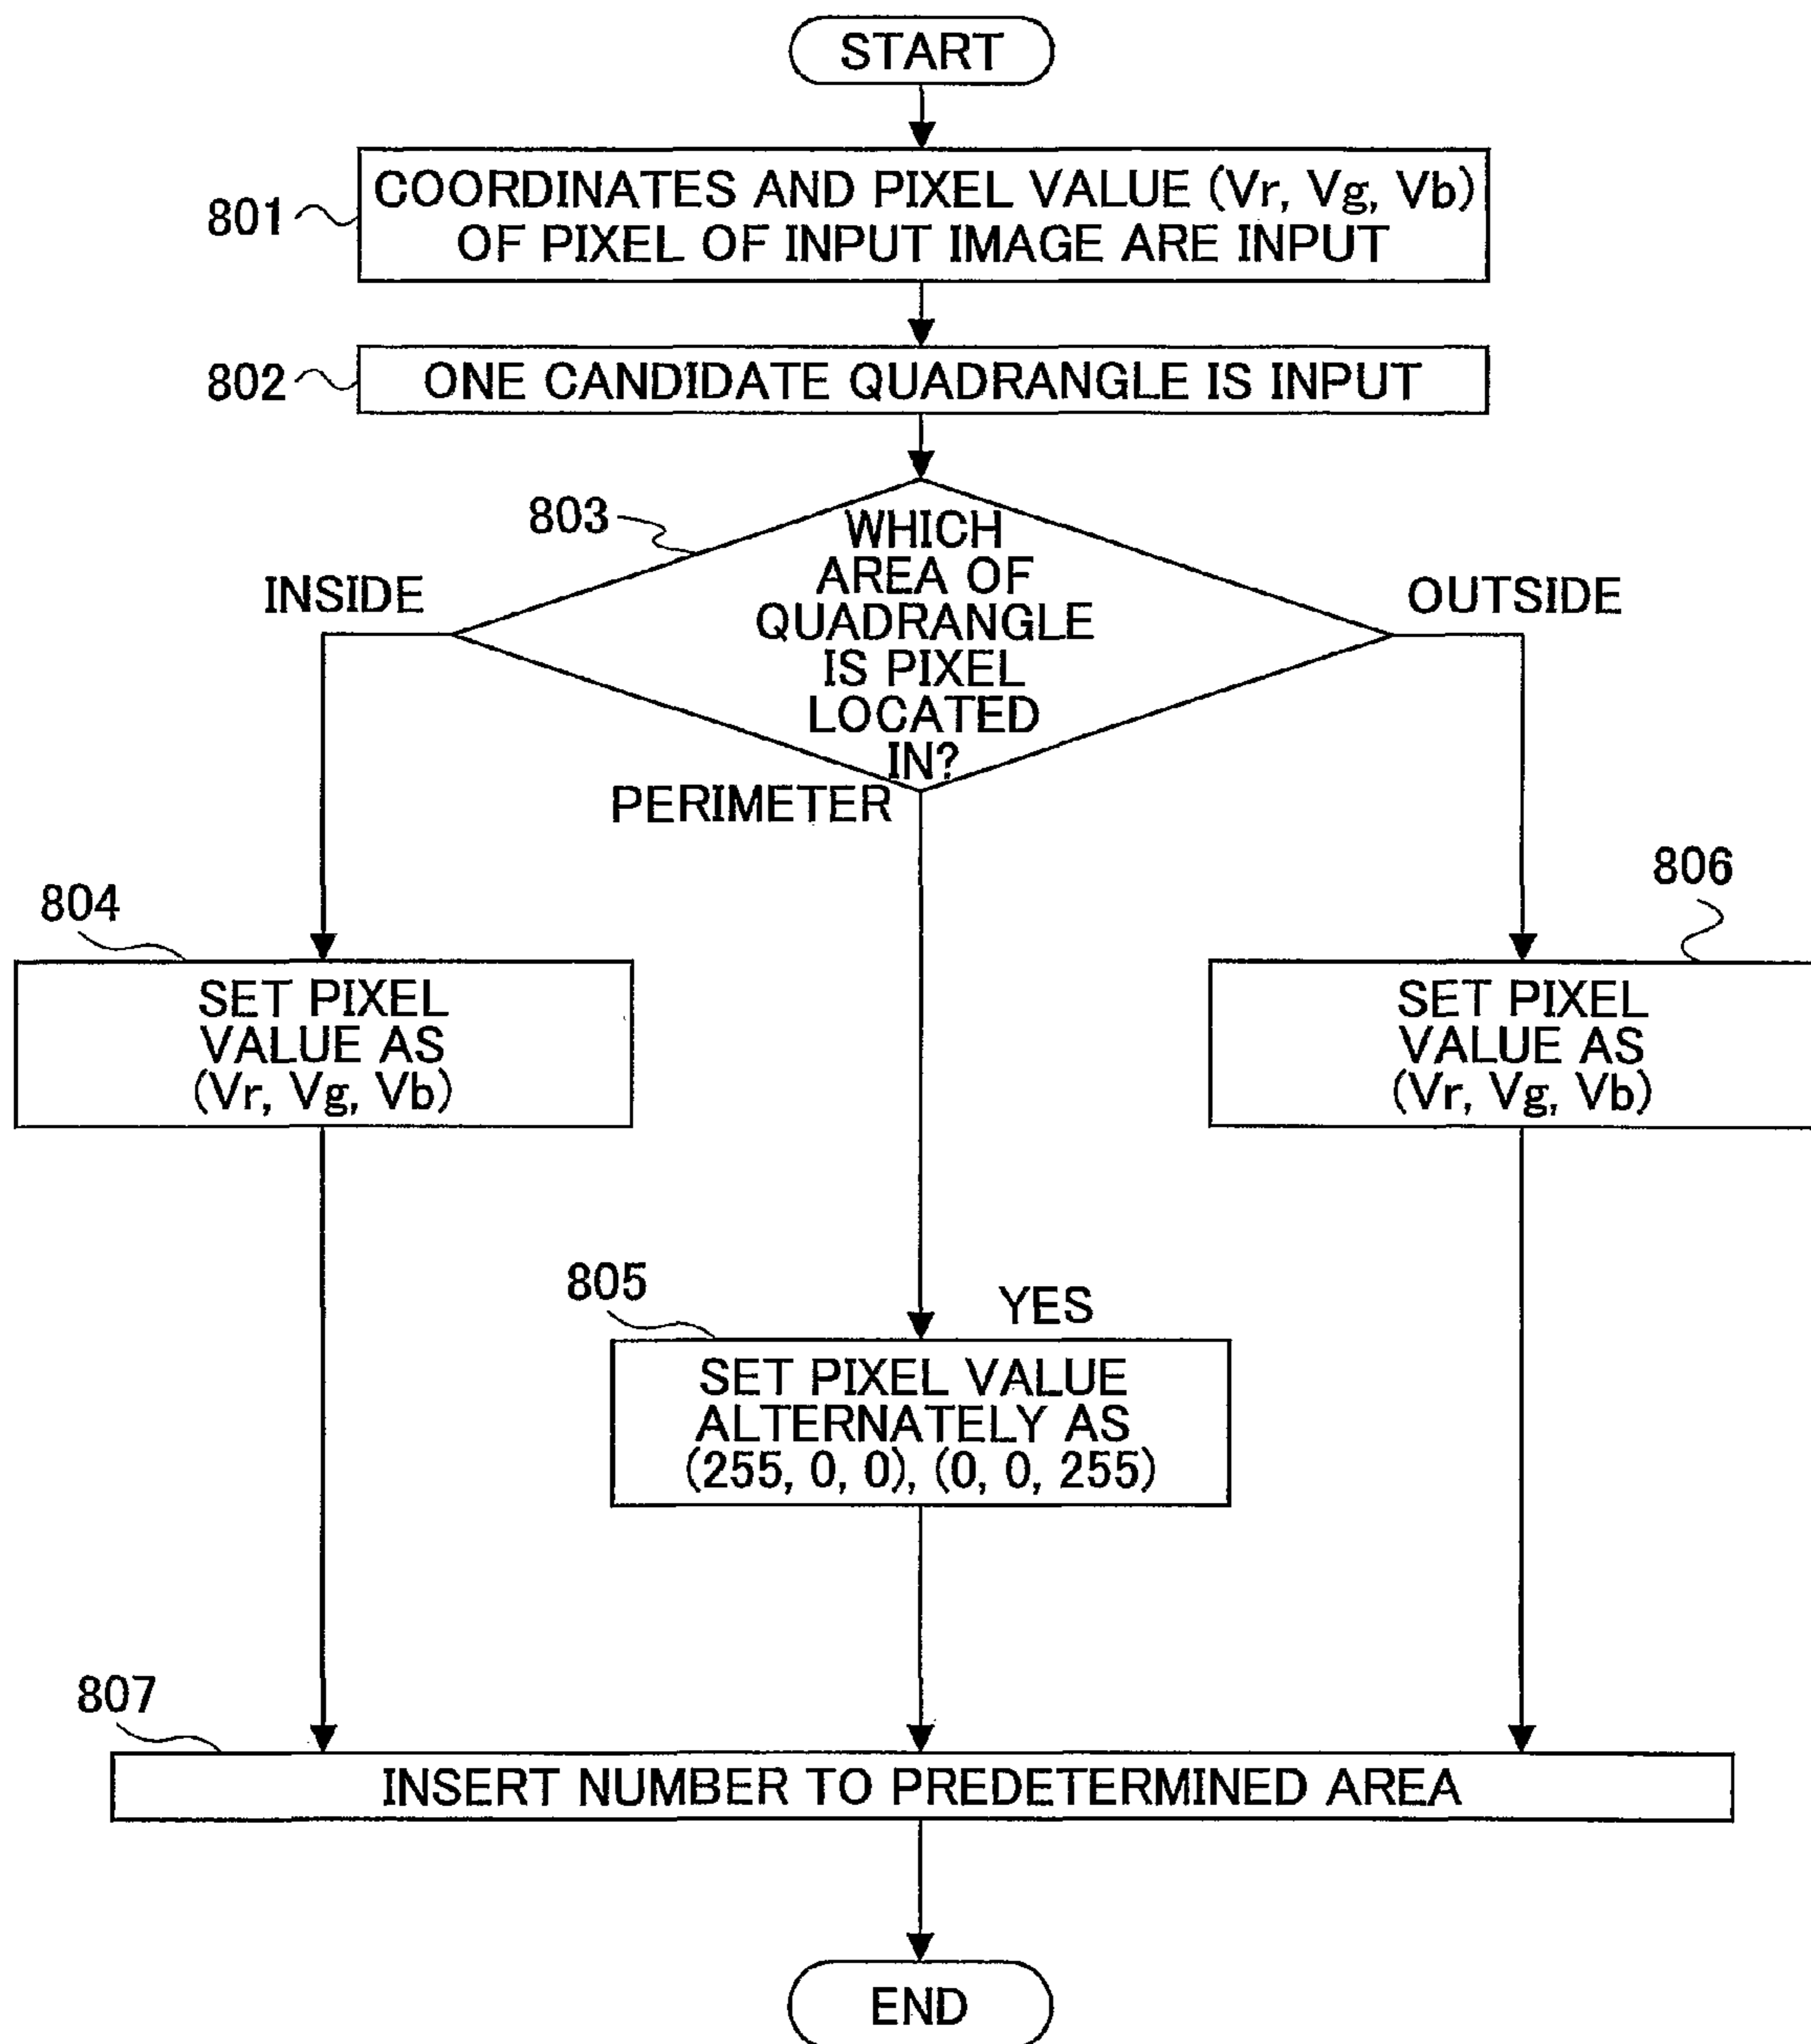 START
801
COORDINATES AND PIXEL VALUE (Vr, Vg, Vb)
OF PIXEL OF INPUT IMAGE ARE INPUT
802
ONE CANDIDATE QUADRANGLE IS INPUT
803
WHICH
AREA OF
QUADRANGLE
IS PIXEL
LOCATED
IN?
INSIDE
OUTSIDE
PERIMETER
804
SET PIXEL
VALUE AS
(Vr, Vg, Vb)
806
SET PIXEL
VALUE AS
(Vr, Vg, Vb)
805
YES
SET PIXEL VALUE
ALTERNATELY AS
(255, 0, 0), (0, 0, 255)
807
INSERT NUMBER TO PREDETERMINED AREA
END